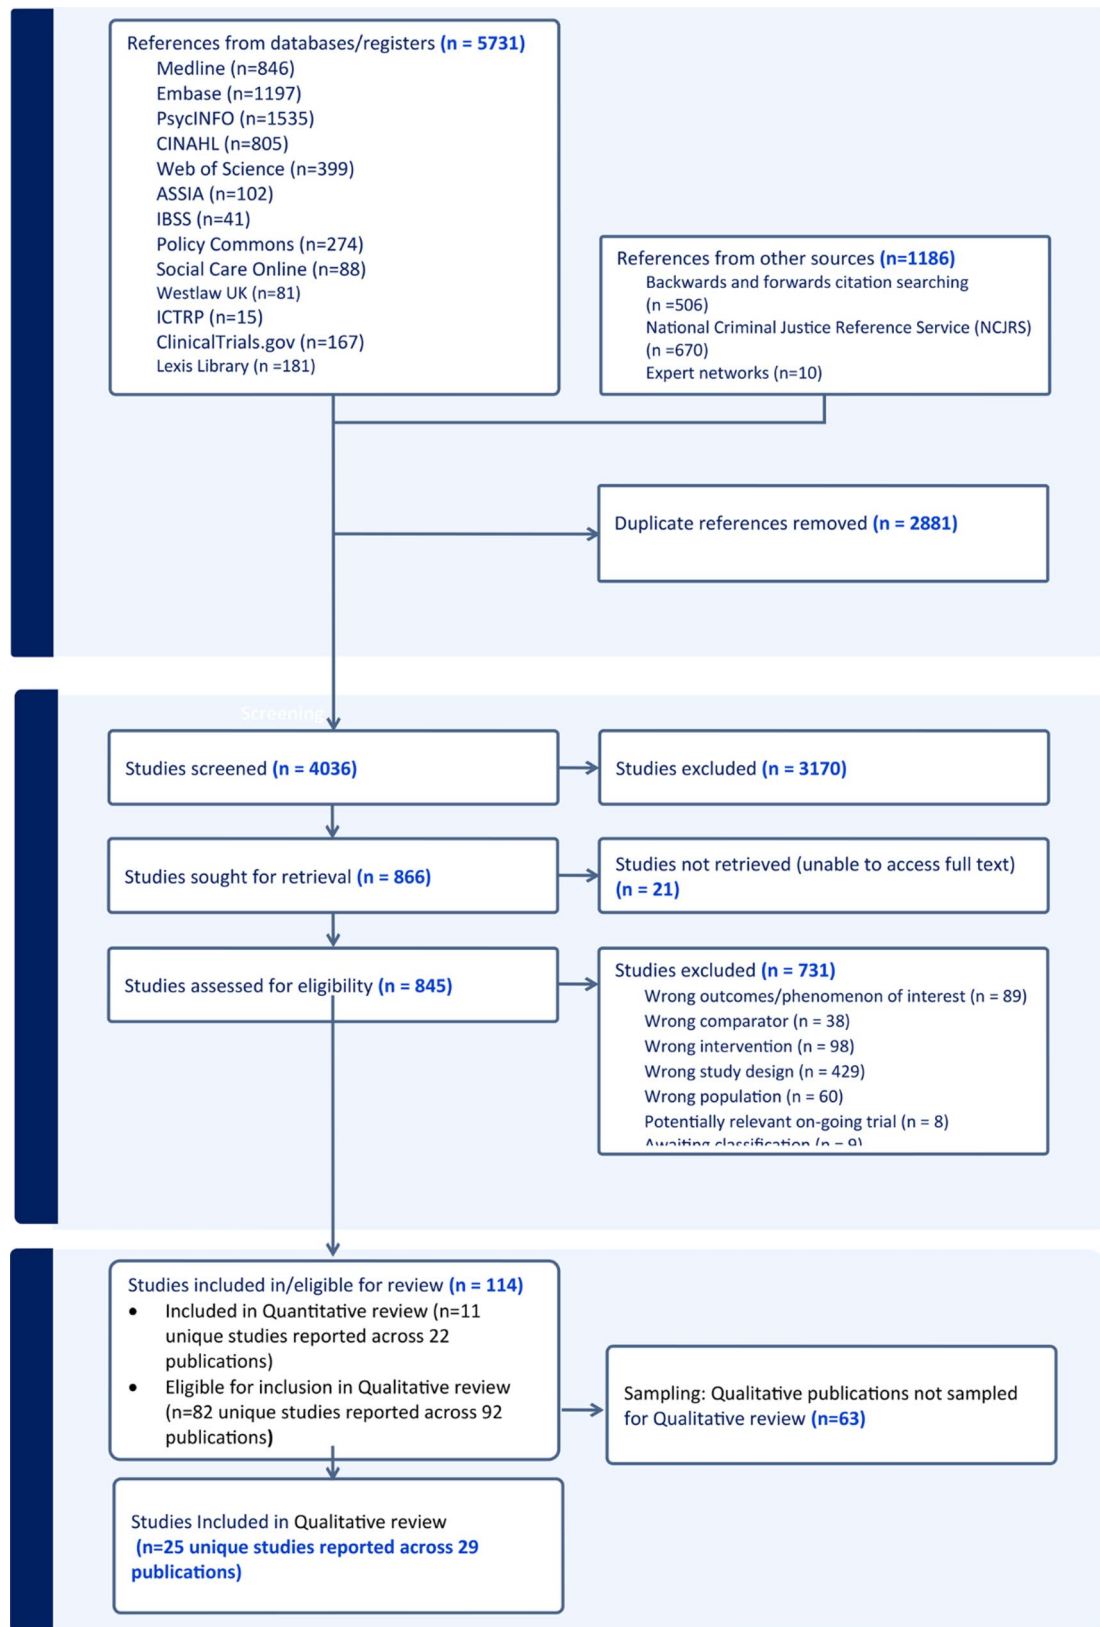 References from databases/registers (n = 5731)
Medline (n=846)
Embase (n=1197)
PsycINFO (n=1535)
CINAHL (n=805)
Web of Science (n=399)
ASSIA (n=102)
IBSS (n=41)
Policy Commons (n=274)
Social Care Online (n=88)
Westlaw UK (n=81)
ICTRP (n=15)
ClinicalTrials.gov (n=167)
Lexis Library (n =181)
References from other sources (n=1186)
Backwards and forwards citation searching
(n =506)
National Criminal Justice Reference Service (NCJRS)
(n =670)
Expert networks (n=10)
Duplicate references removed (n = 2881)
Screening
Studies screened (n = 4036)
Studies excluded (n = 3170)
Studies sought for retrieval (n = 866)
Studies not retrieved (unable to access full text)
(n = 21)
Studies assessed for eligibility (n = 845)
Studies excluded (n = 731)
Wrong outcomes/phenomenon of interest (n = 89)
Wrong comparator (n = 38)
Wrong intervention (n = 98)
Wrong study design (n = 429)
Wrong population (n = 60)
Potentially relevant on-going trial (n = 8)
Awaiting classification (n = 9)
Studies included in/eligible for review (n = 114)
• Included in Quantitative review (n=11
unique studies reported across 22
publications)
• Eligible for inclusion in Qualitative review
(n=82 unique studies reported across 92
publications)
Sampling: Qualitative publications not sampled
for Qualitative review (n=63)
Studies Included in Qualitative review
(n=25 unique studies reported across 29
publications)